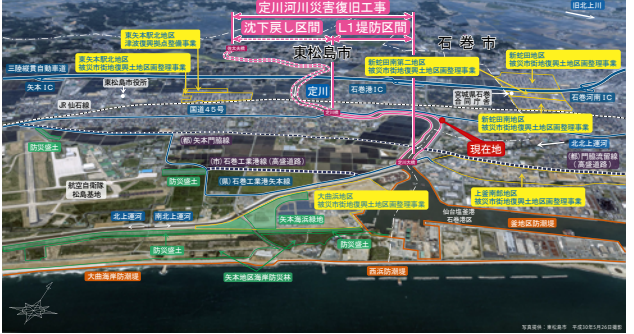 定川河川災害復旧工事
旧北上川
沈下戻し区間
L1堤防区間
東矢本駅北地区
津波復興拠点整備事業
東松島市
石巻市
東矢本駅北地区
被災市街地復興土地区画整理事業
新蛇田南第二地区
被災市街地復興土地区画整理事業
新蛇田地区
被災市街地復興土地区画整理事業
三陸縦貫自動車道
矢本IC
東松島市役所
定川
石巻港IC
宮城県石巻
合同庁舎
石巻河南IC
JR仙石線
国道45号
定川橋
新蛇田南地区
被災市街地復興土地区画整理事業
現在地
北北上運河
(都)矢本門脇線
防災盛土
(市)石巻工業港線(高盛道路)
定川大橋
(都)門脇流留線
(高盛道路)
航空自衛隊
松島基地
防災盛土
(県)石巻工業港矢本線
大曲浜地区
被災市街地復興土地区画整理事業
上釜南部地区
被災市街地復興土地区画整理事業
北上運河
南北上運河
矢本海浜緑地
仙台塩釜港
石巻港区
釜地区防潮堤
防災盛土
防災盛土
防災盛土
大曲海岸防潮堤
矢本地区海岸防災林
西浜防潮堤
写真提供:東松島市 平成30年5月26日撮影